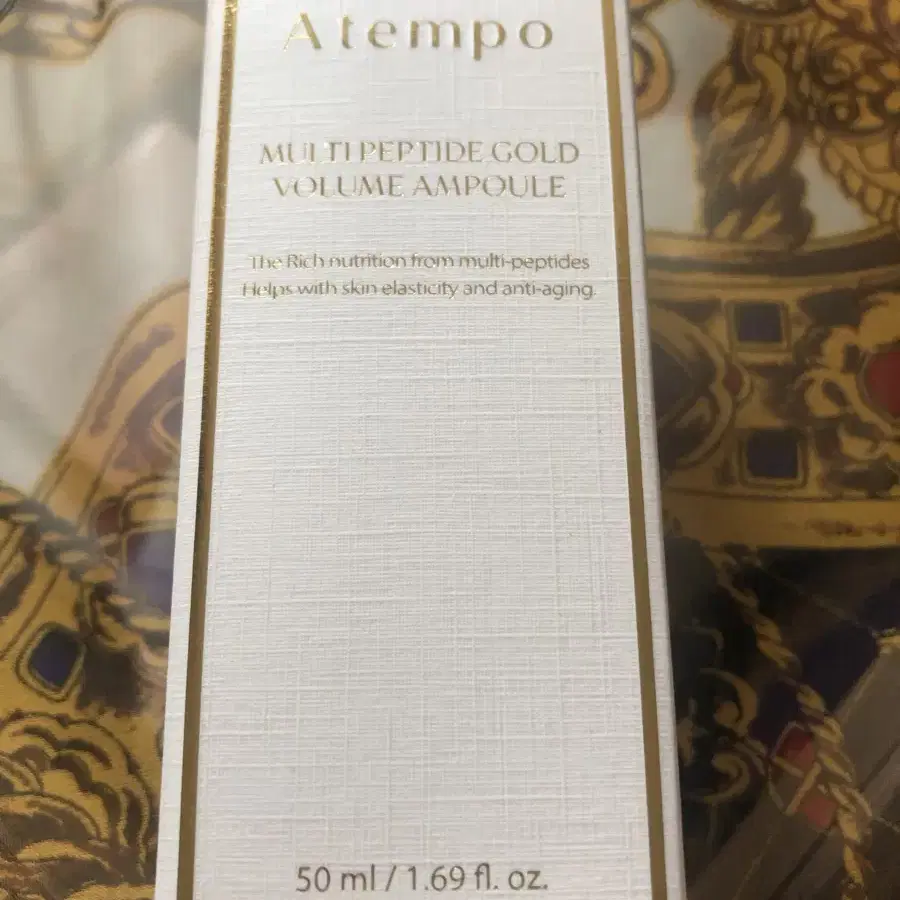 Atempo
MULTI PEPTIDE GOLD
VOLUME AMPOULE
The Rich nutrition from multi-peptides
Helps with skin elasticity and anti-aging.
50 ml / 1.69 fl. oz.